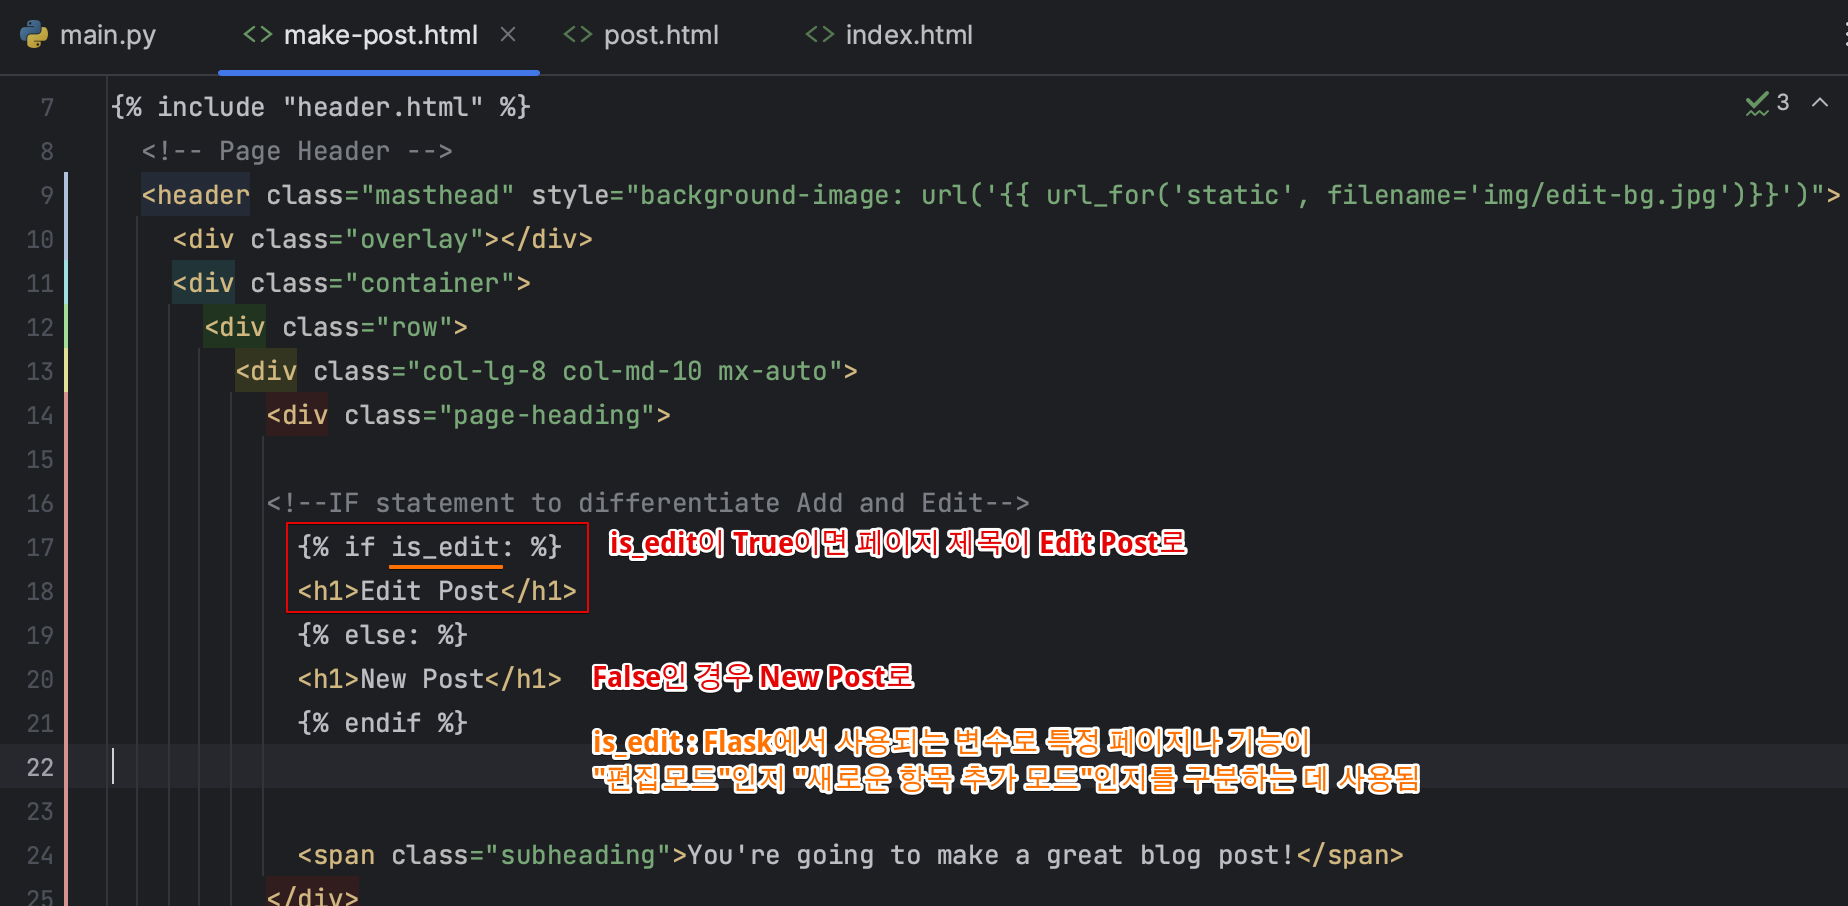 main.py make-post.html post.html index.html
7 {% include "header.html" %} 3
8 <!-- Page Header -->
9 <header class="masthead" style="background-image: url('{{ url_for('static', filename='img/edit-bg.jpg')}}')">
10 <div class="overlay"></div>
11 <div class="container">
12 <div class="row">
13 <div class="col-lg-8 col-md-10 mx-auto">
14 <div class="page-heading">
15
16 <!--IF statement to differentiate Add and Edit-->
17 {% if is_edit: %} is_edit이 True이면 페이지 제목이 Edit Post로
18 <h1>Edit Post</h1>
19 {% else: %}
20 <h1>New Post</h1> False인 경우 New Post로
21 {% endif %}
is_edit : Flask에서 사용되는 변수로 특정 페이지나 기능이
22 "편집모드"인지 "새로운 항목 추가 모드"인지를 구분하는 데 사용됨
23
24 <span class="subheading">You're going to make a great blog post!</span>
25 </div>